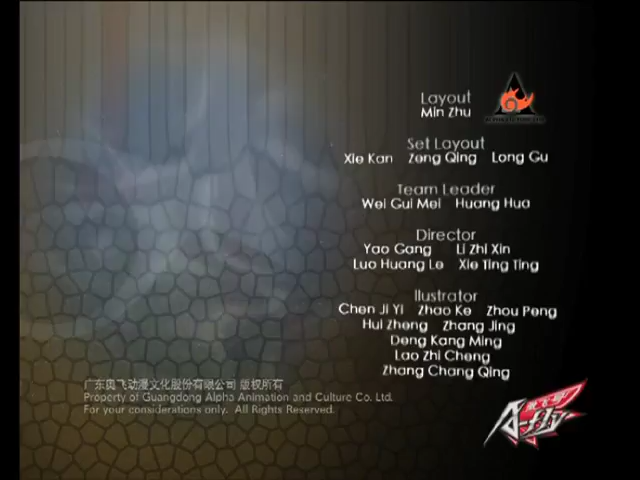 Layout
Min Zhu
Set Layout
Xie Kan Zeng Qing Long Gu
Team Leader
Wei Gui Mei Huang Hua
Director
Yao Gang Li Zhi Xin
Luo Huang Le Xie Ting Ting
Ilustrator
Chen Ji Yi Zhao Ke Zhou Peng
Hui Zheng Zhang Jing
Deng Kang Ming
Lao Zhi Cheng
Zhang Chang Qing
广东奥飞动漫文化股份有限公司 版权所有
Property of Guangdong Alpha Animation and Culture Co. Ltd.
For your considerations only. All Rights Reserved.
A-fly